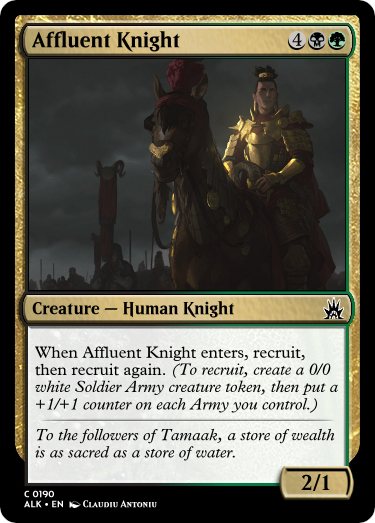 Affluent Knight 4
Creature — Human Knight
When Affluent Knight enters, recruit,
then recruit again. (To recruit, create a 0/0
white Soldier Army creature token, then put a
+1/+1 counter on each Army you control.)
To the followers of Tamaak, a store of wealth
is as sacred as a store of water.
2/1
C 0190
ALK • EN Claudiu Antoniu